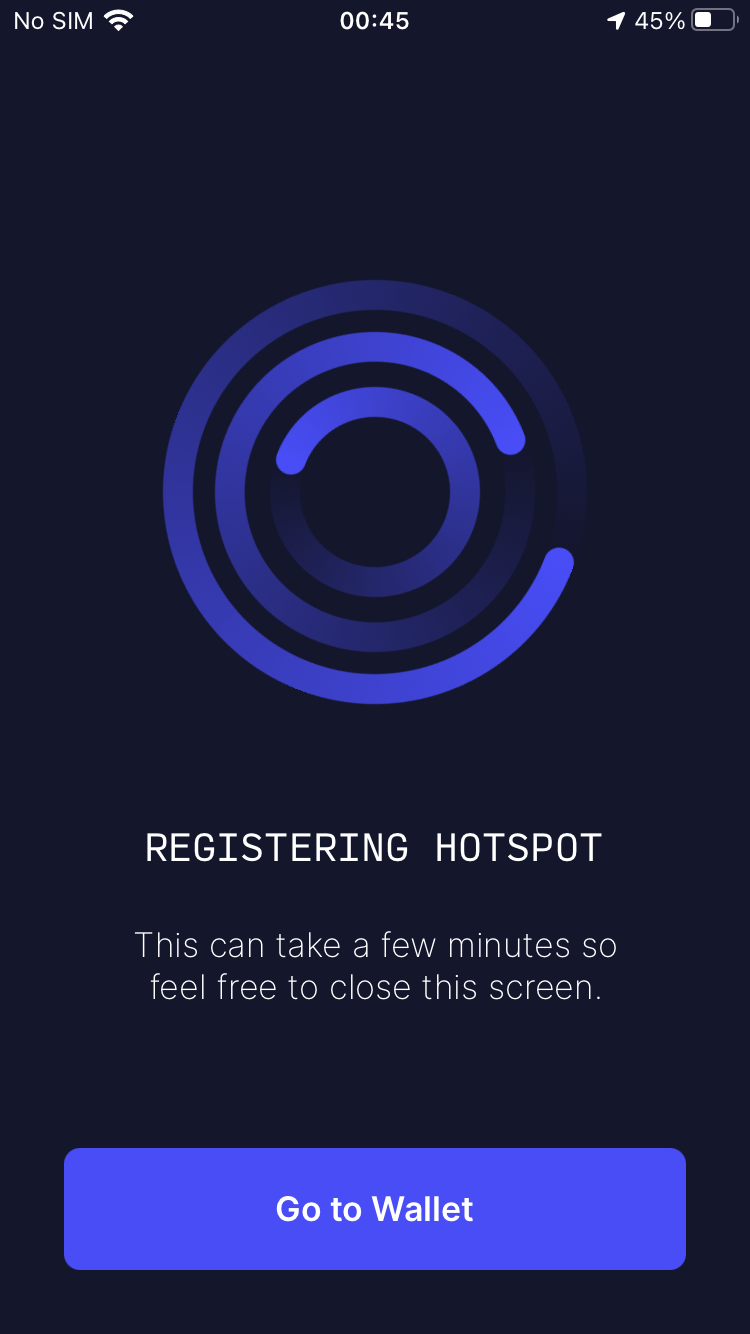 No SIM 00:45 45%
REGISTERING HOTSPOT
This can take a few minutes so
feel free to close this screen.
Go to Wallet